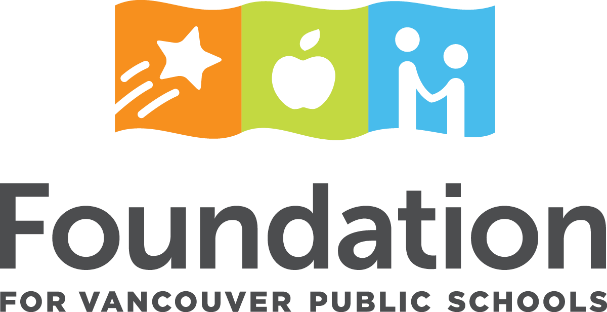 Foundation
FOR VANCOUVER PUBLIC SCHOOLS